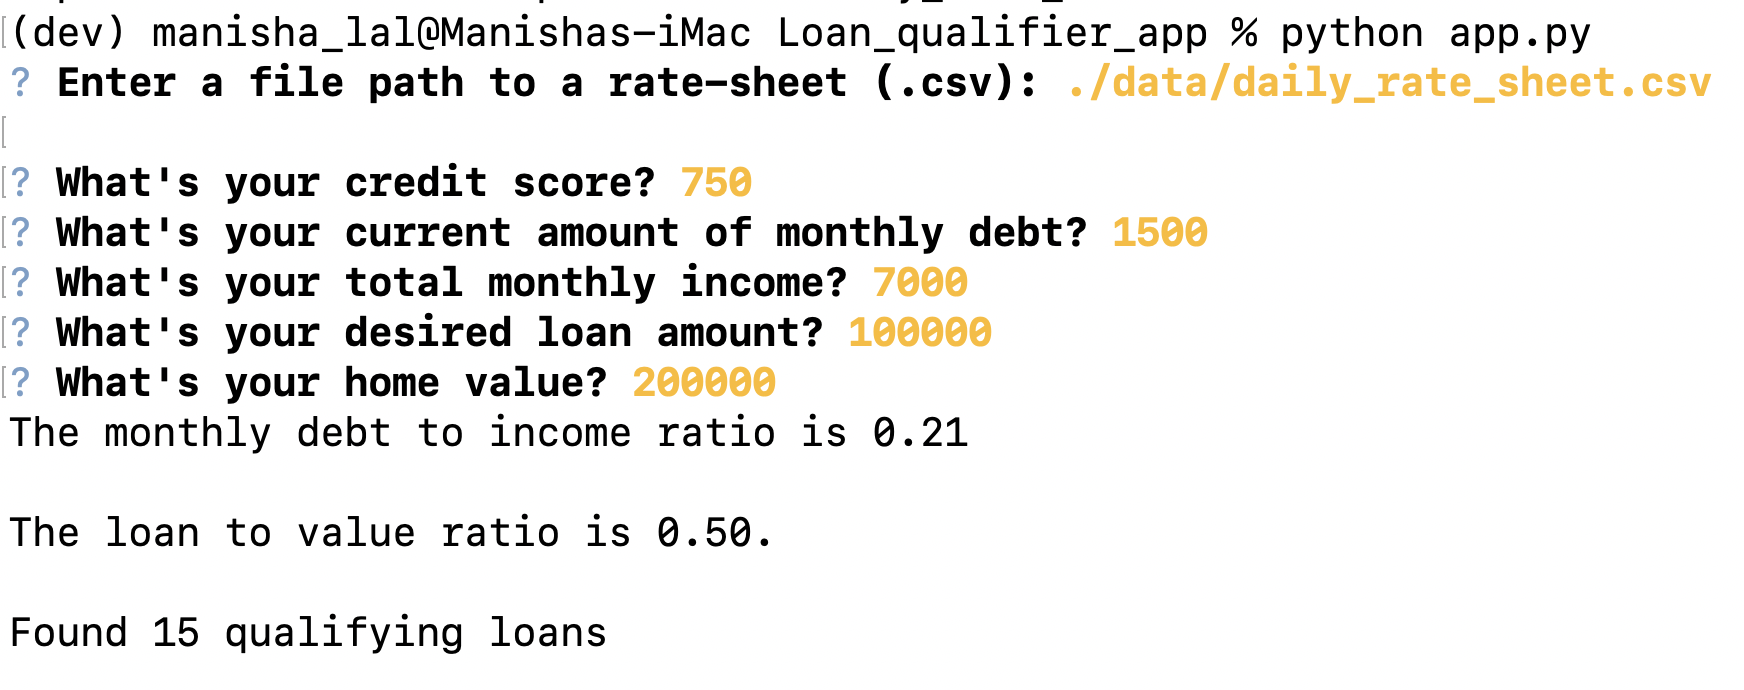 (dev) manisha_lal@Manishas-iMac Loan_qualifier_app % python app.py
? Enter a file path to a rate-sheet (.csv): ./data/daily_rate_sheet.csv
? What's your credit score? 750
? What's your current amount of monthly debt? 1500
? What's your total monthly income? 7000
? What's your desired loan amount? 100000
? What's your home value? 200000
The monthly debt to income ratio is 0.21
The loan to value ratio is 0.50.
Found 15 qualifying loans